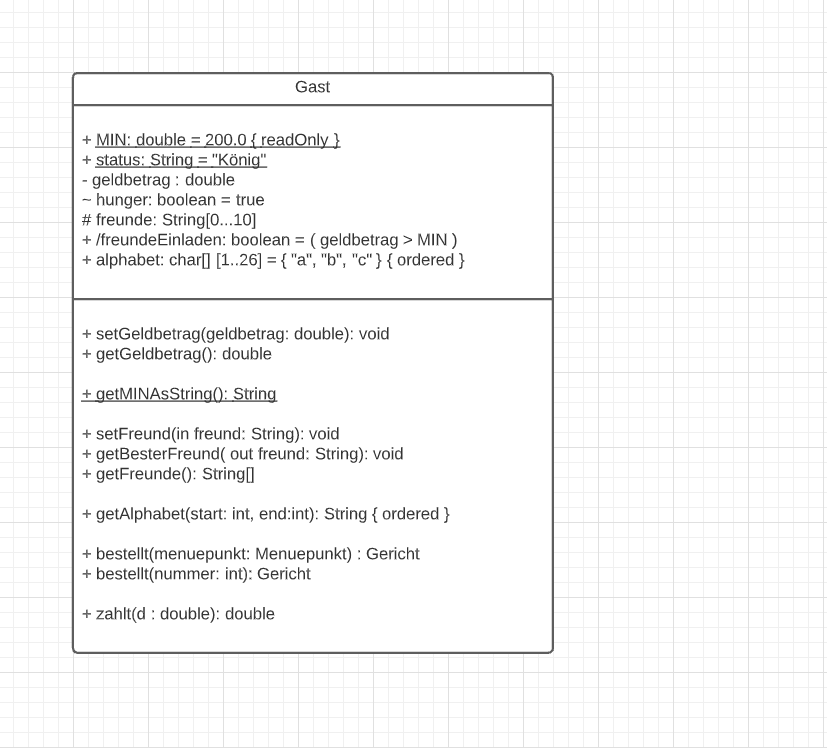 Gast
+ MIN: double = 200.0 { readOnly }
+ status: String = "König"
- geldbetrag : double
~ hunger: boolean = true
# freunde: String[0...10]
+ /freundeEinladen: boolean = ( geldbetrag > MIN )
+ alphabet: char[] [1..26] = { "a", "b", "c" } { ordered }
+ setGeldbetrag(geldbetrag: double): void
+ getGeldbetrag(): double
+ getMINAsString(): String
+ setFreund(in freund: String): void
+ getBesterFreund( out freund: String): void
+ getFreunde(): String[]
+ getAlphabet(start: int, end:int): String { ordered }
+ bestellt(menuepunkt: Menuepunkt) : Gericht
+ bestellt(nummer: int): Gericht
+ zahlt(d : double): double